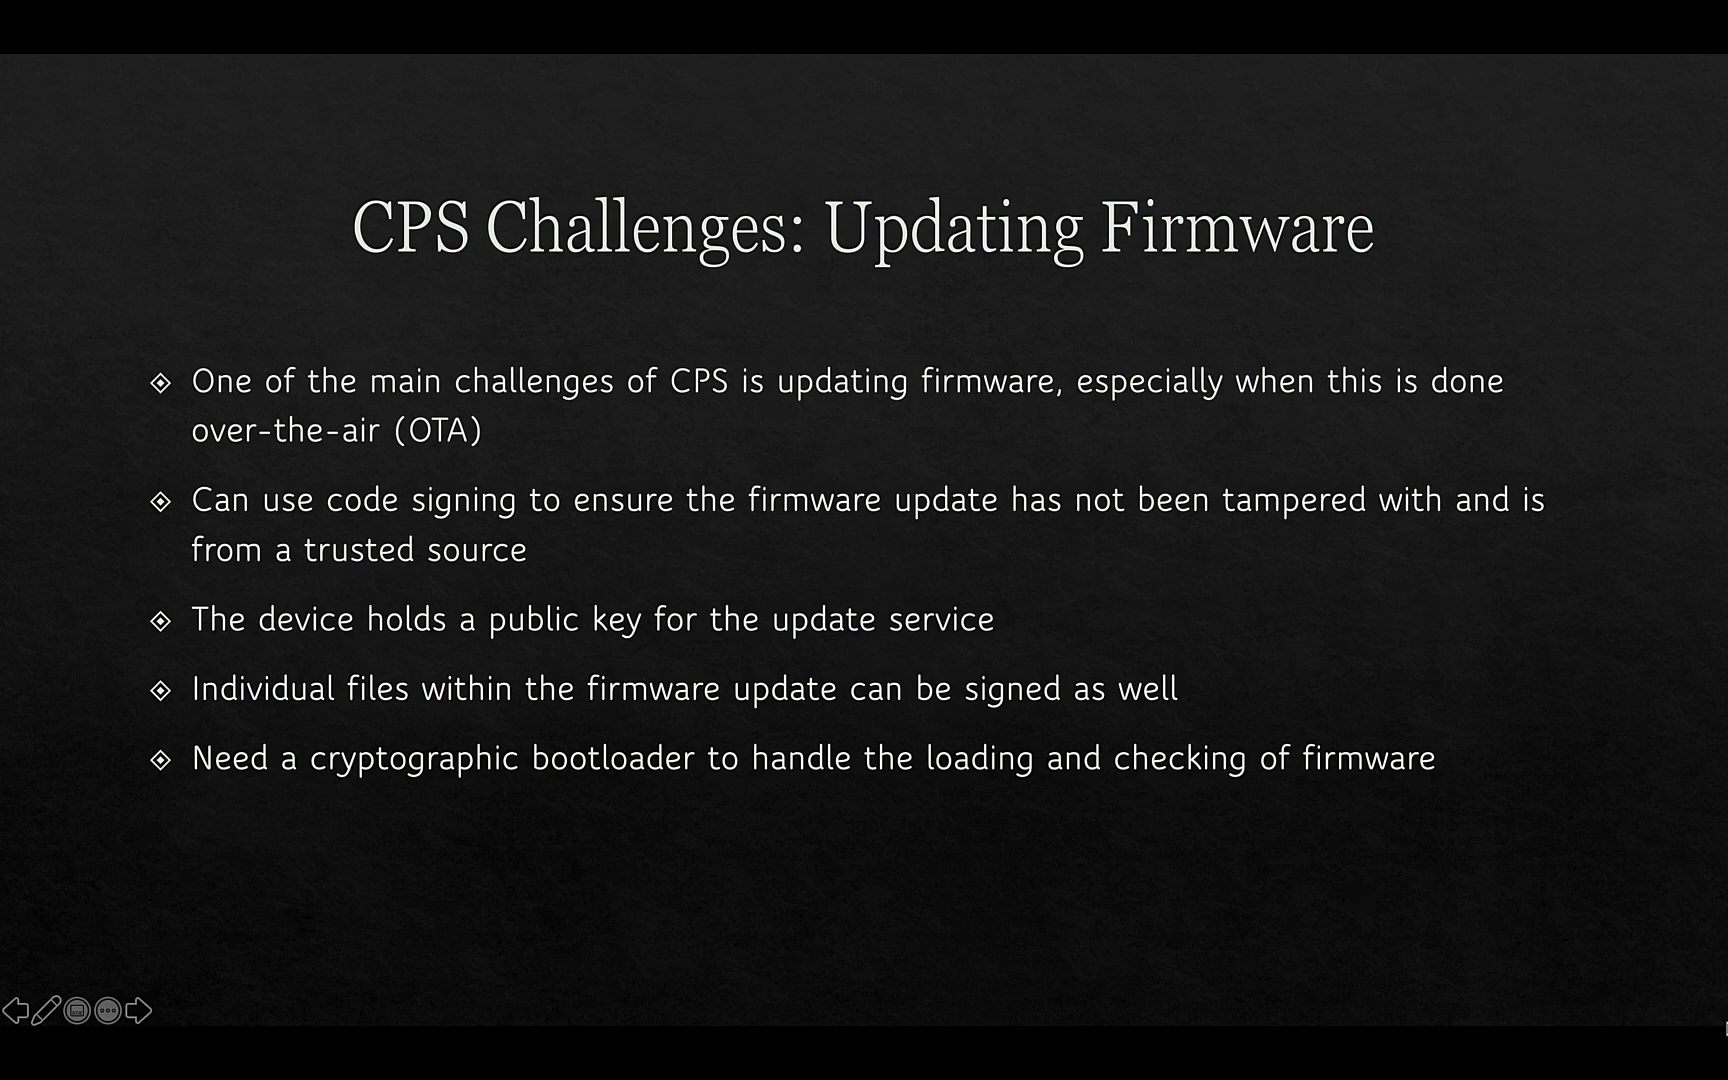 CPS Challenges: Updating Firmware
One of the main challenges of CPS is updating firmware, especially when this is done
over-the-air (OTA)
Can use code signing to ensure the firmware update has not been tampered with and is
from a trusted source
The device holds a public key for the update service
Individual files within the firmware update can be signed as well
Need a cryptographic bootloader to handle the loading and checking of firmware